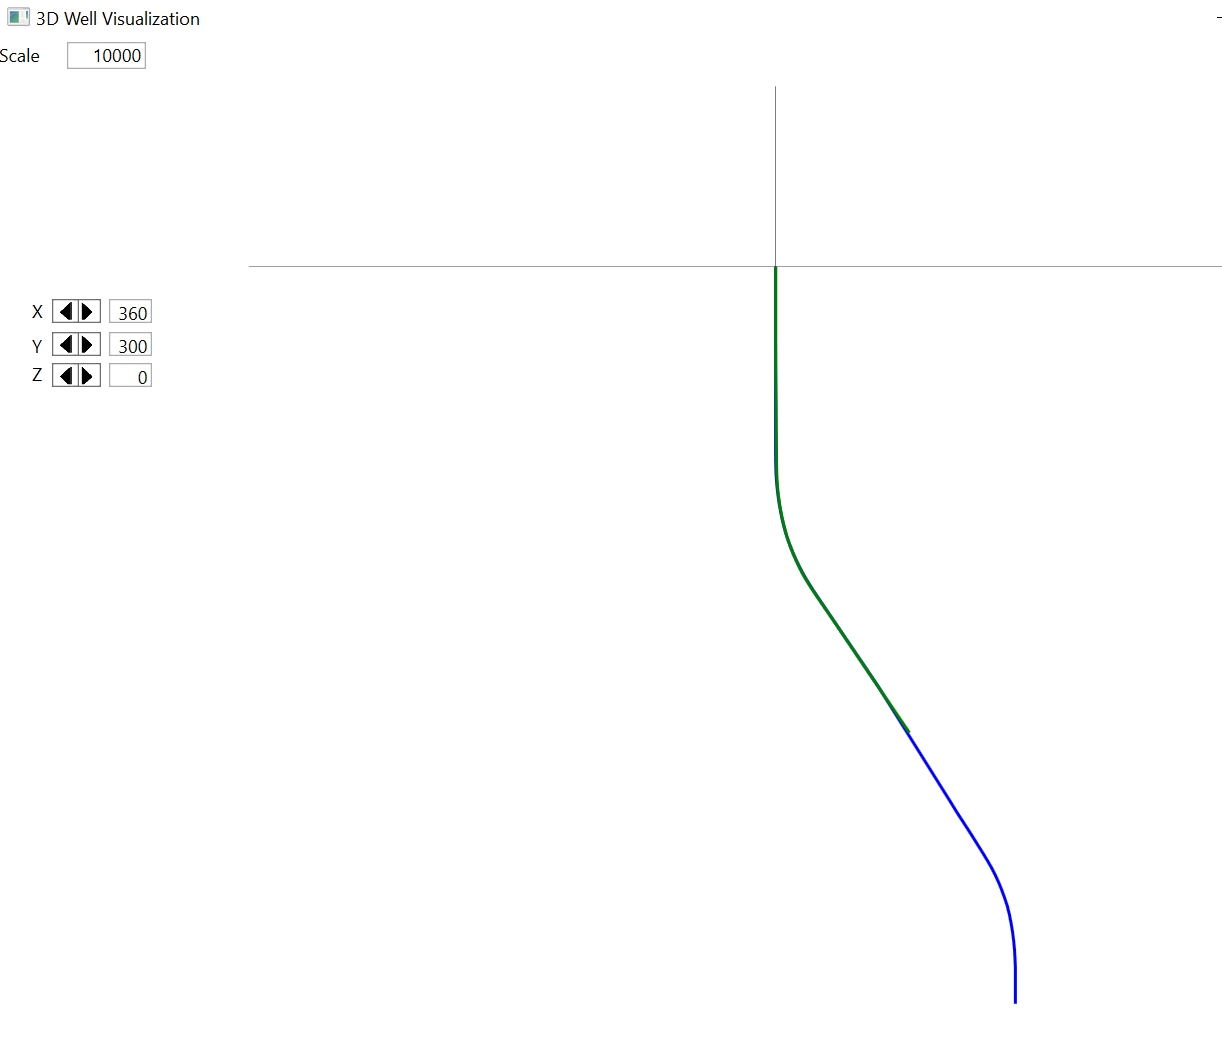 3D Well Visualization
Scale 10000
X 360
Y 300
Z 0